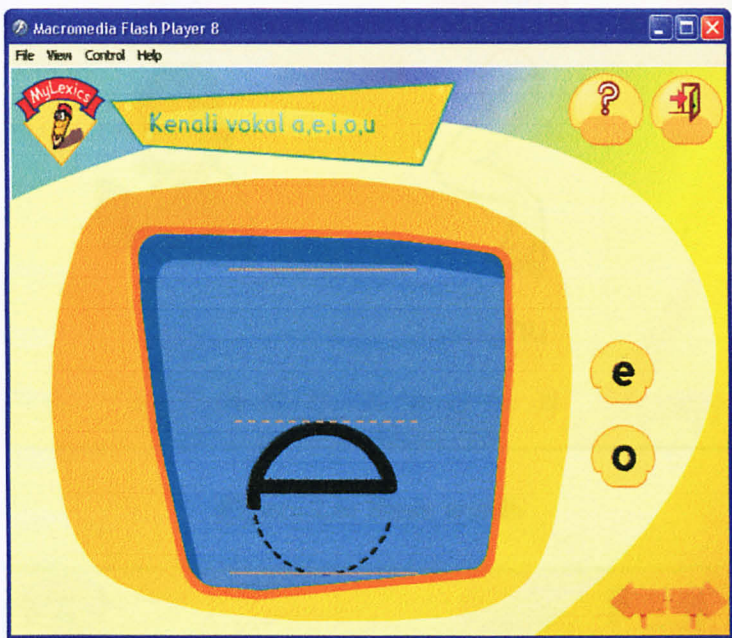 Macromedia Flash Player 8
File View Control Help
MyLexics
Kenali vokal a,e,i,o,u
?
e
e
o